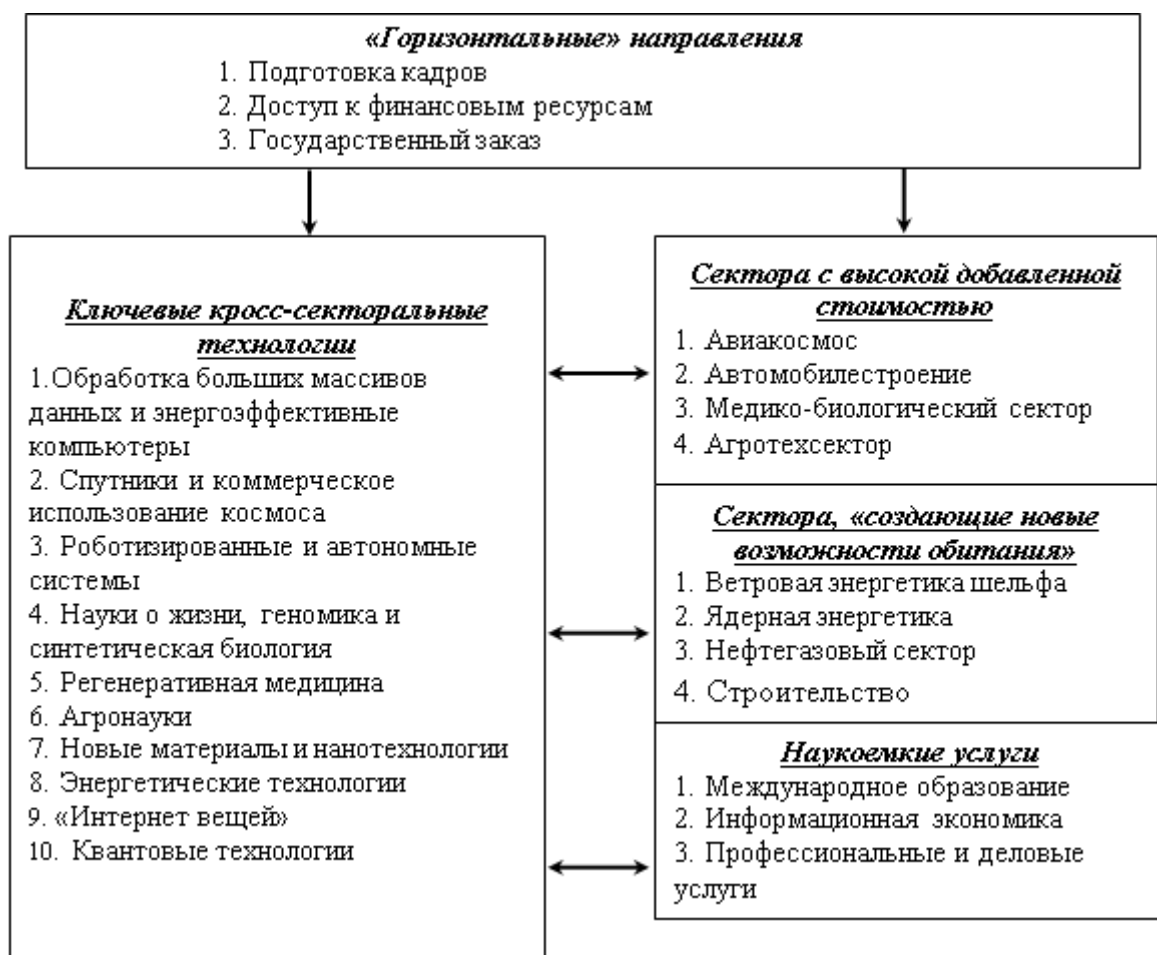 «Горизонтальные» направления
1. Подготовка кадров
2. Доступ к финансовым ресурсам
3. Государственный заказ
Ключевые кросс-секторальные
технологии
1.Обработка больших массивов
данных и энергоэффективные
компьютеры
2. Спутники и коммерческое
использование космоса
3. Роботизированные и автономные
системы
4. Науки о жизни, геномика и
синтетическая биология
5. Регенеративная медицина
6. Агронауки
7. Новые материалы и нанотехнологии
8. Энергетические технологии
9. «Интернет вещей»
10. Квантовые технологии
Сектора с высокой добавленной
стоимостью
1. Авиакосмос
2. Автомобилестроение
3. Медико-биологический сектор
4. Агротехсектор
Сектора, «создающие новые
возможности обитания»
1. Ветровая энергетика шельфа
2. Ядерная энергетика
3. Нефтегазовый сектор
4. Строительство
Наукоемкие услуги
1. Международное образование
2. Информационная экономика
3. Профессиональные и деловые
услуги